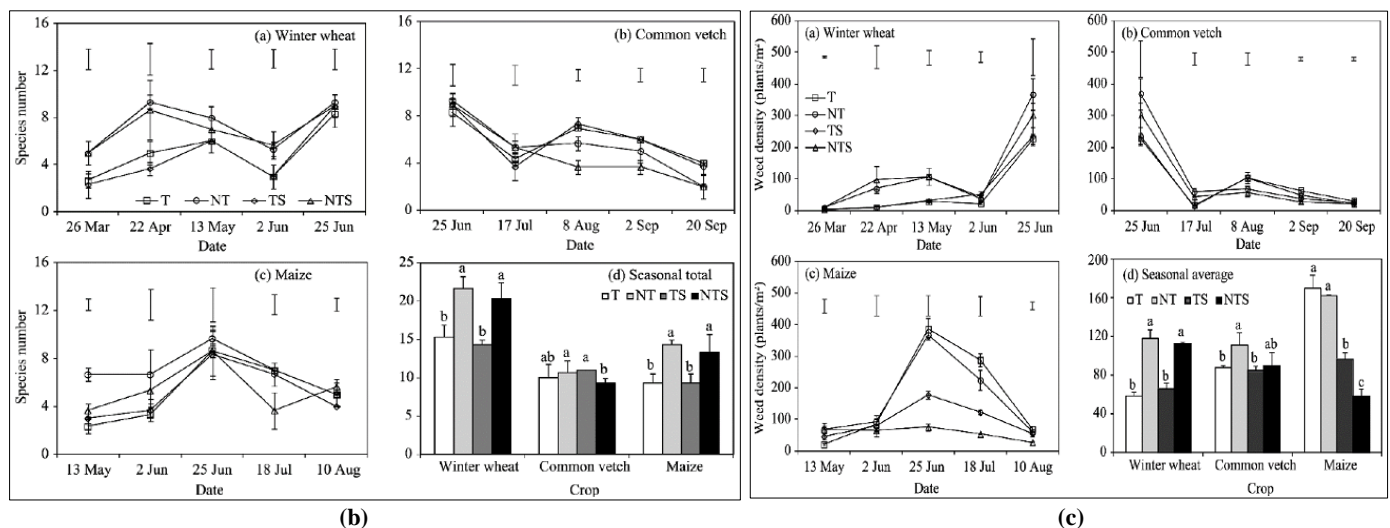 (a) Winter wheat
Species number
16
12
8
4
0
T NT TS NTS
26 Mar 22 Apr 13 May 2 Jun 25 Jun
Date
(b) Common vetch
16
12
8
4
0
25 Jun 17 Jul 8 Aug 2 Sep 20 Sep
Date
(c) Maize
Species number
16
12
8
4
0
13 May 2 Jun 25 Jun 18 Jul 10 Aug
Date
(d) Seasonal total
T NT TS NTS
25
20
15
10
5
0
b a b a
ab a a b
b a b a
Winter wheat Common vetch Maize
Crop
(b)
(a) Winter wheat
Weed density (plants/m²)
600
500
400
300
200
100
0
T
NT
TS
NTS
26 Mar 22 Apr 13 May 2 Jun 25 Jun
Date
(b) Common vetch
600
500
400
300
200
100
0
25 Jun 17 Jul 8 Aug 2 Sep 20 Sep
Date
(c) Maize
Weed density (plants/m²)
600
500
400
300
200
100
0
13 May 2 Jun 25 Jun 18 Jul 10 Aug
Date
(d) Seasonal average
T NT TS NTS
200
160
120
80
40
0
b a b a
b a b ab
a a b c
Winter wheat Common vetch Maize
Crop
(c)